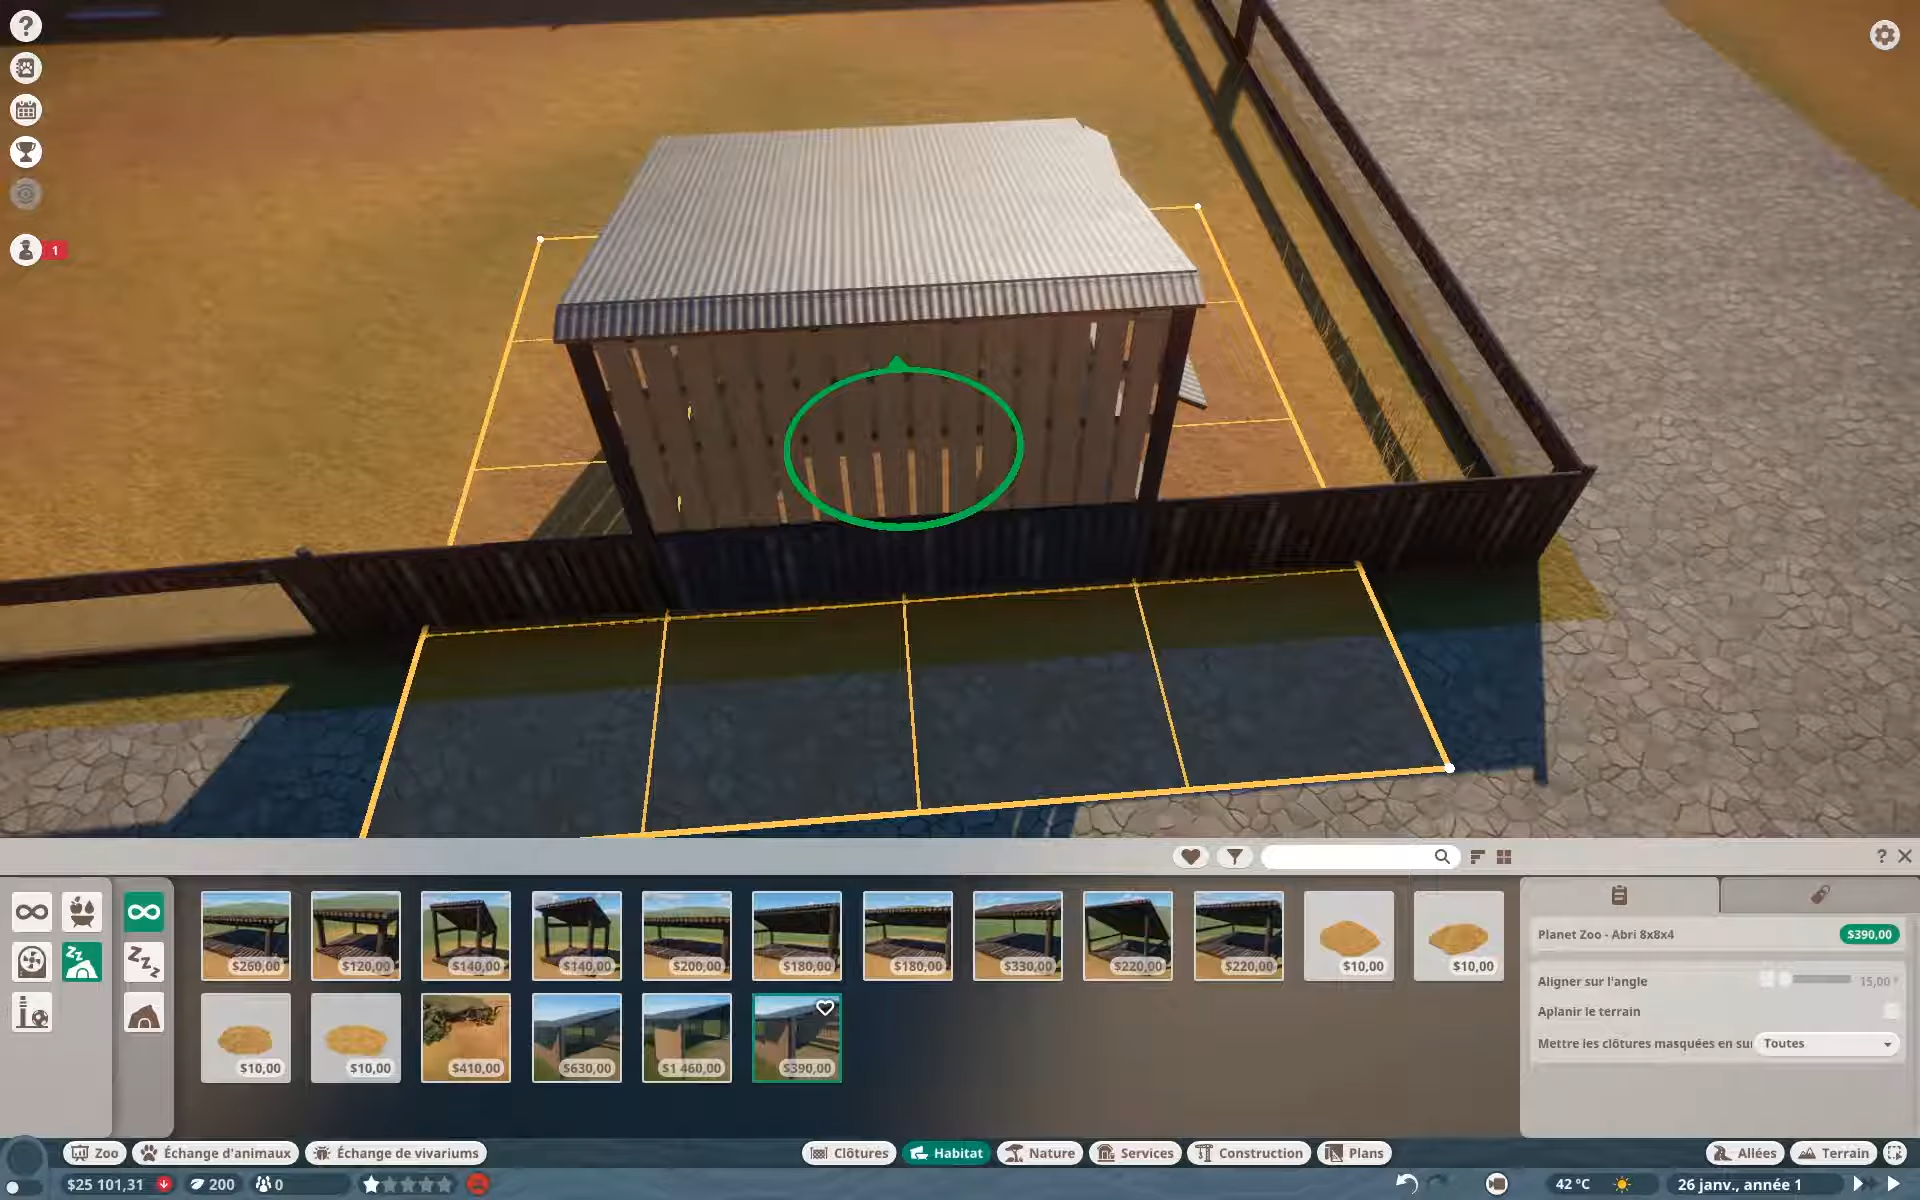 ?
1
?
$260,00
$120,00
$140,00
$140,00
$200,00
$180,00
$180,00
$330,00
$220,00
$220,00
$10,00
$10,00
$10,00
$10,00
$410,00
$630,00
$1 460,00
$390,00
zzz
zzz
Planet Zoo - Abri 8x8x4
$390,00
Aligner sur l'angle
15,00°
Aplanir le terrain
Mettre les clôtures masquées en sur
Toutes
Zoo
Échange d'animaux
Échange de vivariums
Clôtures
Habitat
Nature
Services
Construction
Plans
Allées
Terrain
$25 101,31
200
0
42 °C
26 janv., année 1